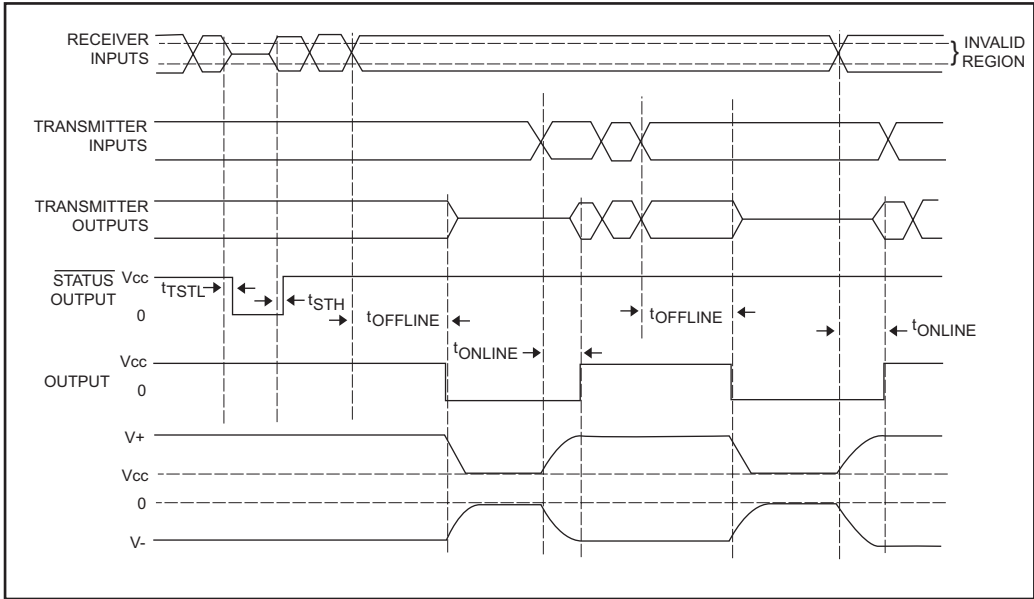 RECEIVER
INPUTS
} INVALID
REGION
TRANSMITTER
INPUTS
TRANSMITTER
OUTPUTS
STATUS
OUTPUT
Vcc
0
tTSTL
tSTH
tOFFLINE
tOFFLINE
tONLINE
tONLINE
OUTPUT
Vcc
0
V+
Vcc
0
V-